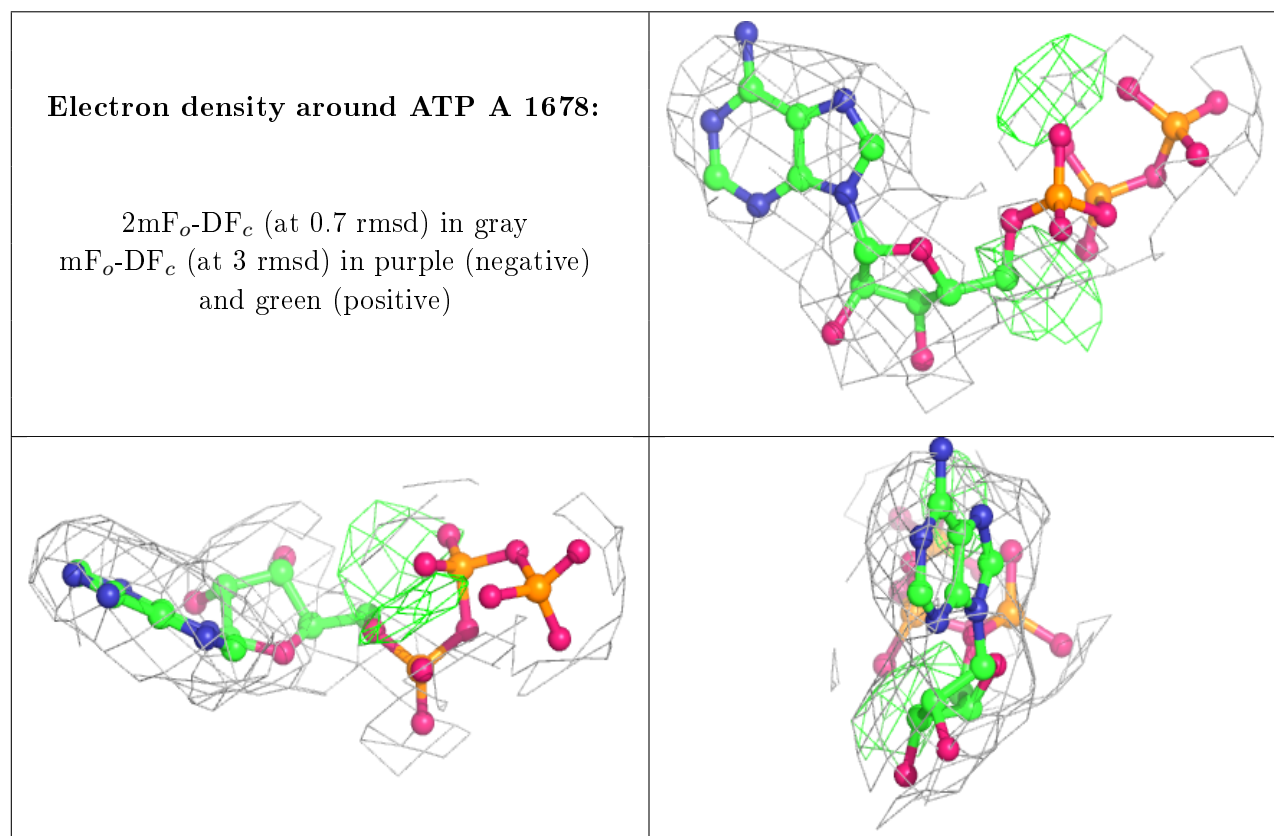 Electron density around ATP A 1678:
2mFₒ-DF𝒸 (at 0.7 rmsd) in gray
mFₒ-DF𝒸 (at 3 rmsd) in purple (negative)
and green (positive)